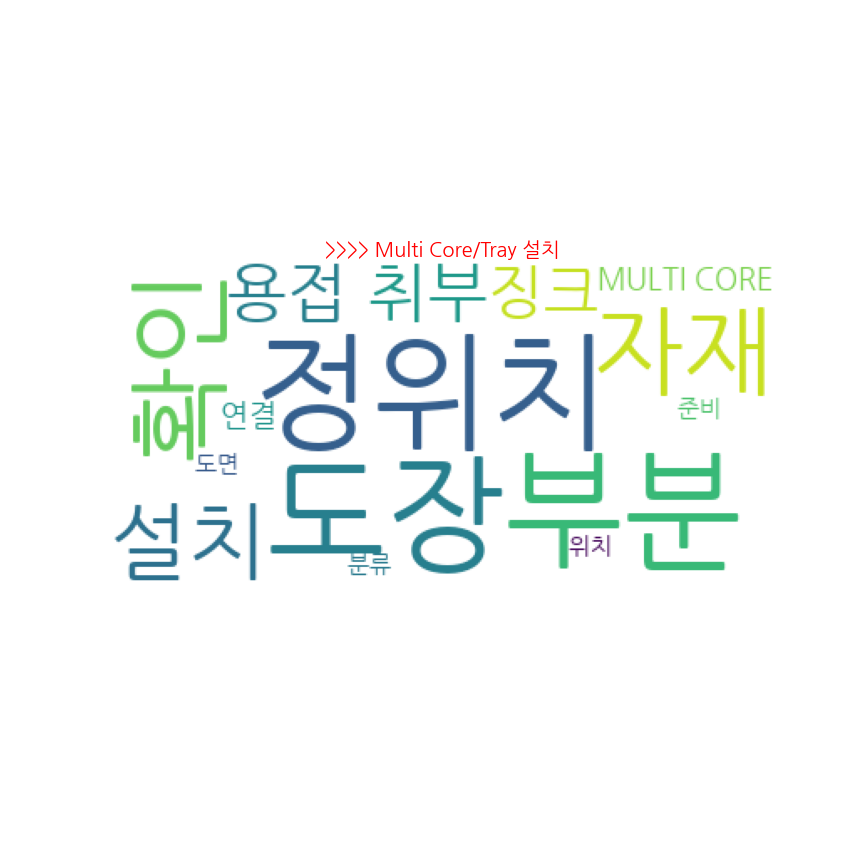 >>>> Multi Core/Tray 설치
용접 취부 징크 MULTI CORE
확인 정위치 자재
연결 준비
도면
설치 도장 부분
분류 위치